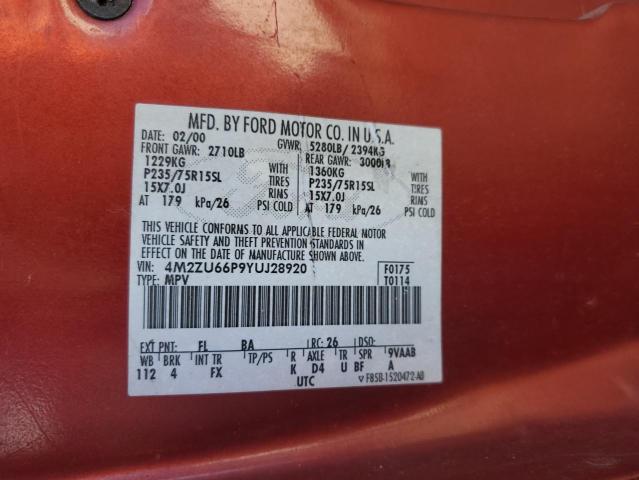 MFD. BY FORD MOTOR CO. IN U.S.A.
DATE: 02/00 GVWR: 5280LB/ 2394KG
FRONT GAWR: 2710LB REAR GAWR: 3000LB
1229KG WITH 1360KG WITH
P235/75R15SL TIRES P235/75R15SL TIRES
15X7.0J RIMS 15X7.0J RIMS
AT 179 kPa/26 PSI COLD AT 179 kPa/26 PSI COLD
THIS VEHICLE CONFORMS TO ALL APPLICABLE FEDERAL MOTOR
VEHICLE SAFETY AND THEFT PREVENTION STANDARDS IN
EFFECT ON THE DATE OF MANUFACTURE SHOWN ABOVE.
VIN: 4M2ZU66P9YUJ28920 F0175
TYPE: MPV T0114
EXT PNT: FL BA RC: 26 DSO:
WB BRK INT TR TP/PS R AXLE TR SPR 9VAAB
112 4 FX K D4 U BF A
UTC F85B-1520472-AB